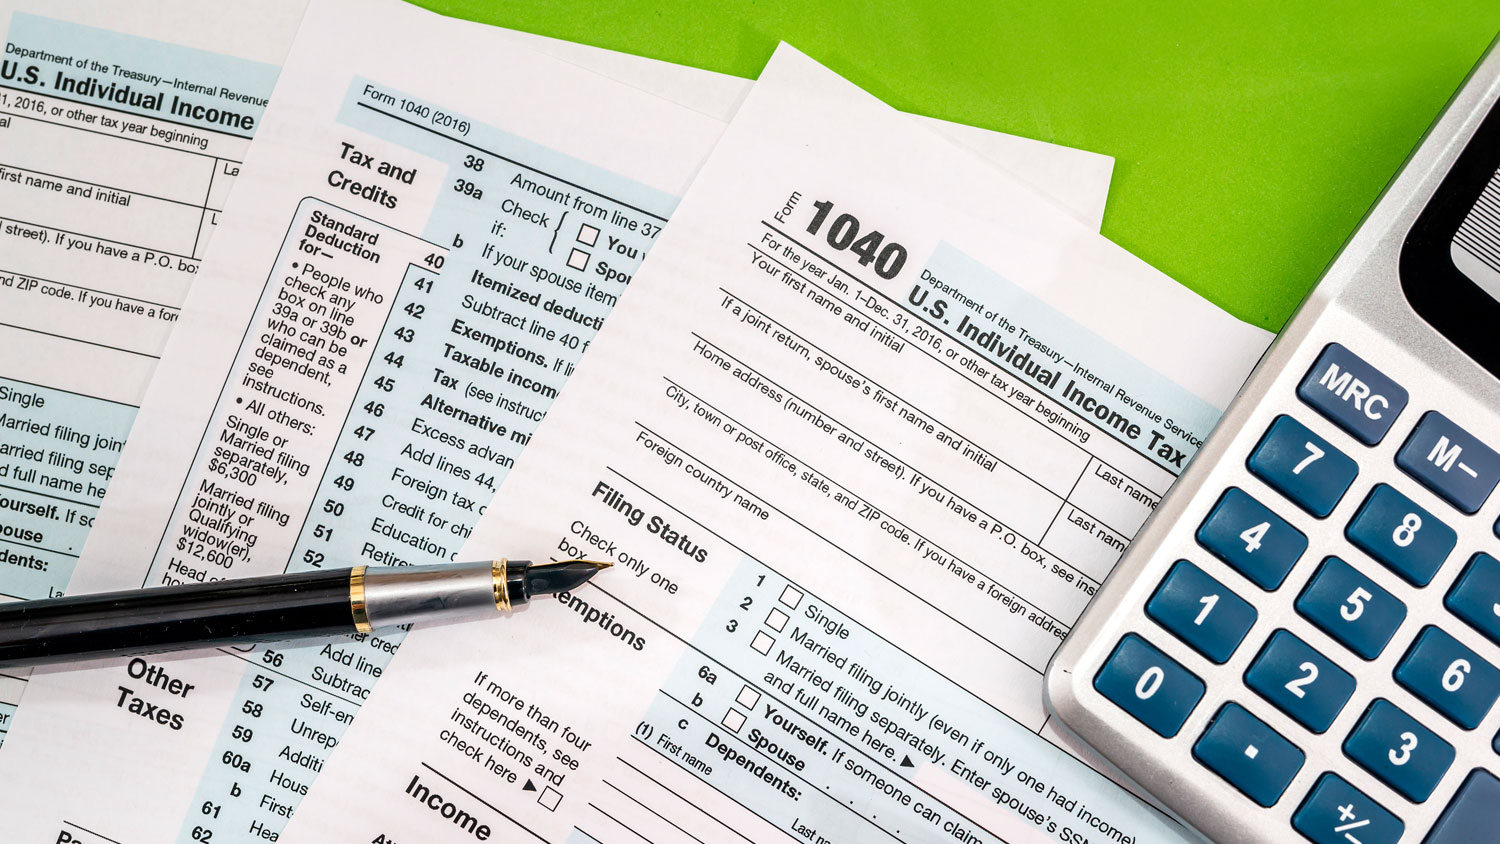 Department of the Treasury—Internal Revenue
U.S. Individual Income
1, 2016, or other tax year beginning
first name and initial
street). If you have a P.O. box
nd ZIP code. If you have a
Single
Married filing
arried filing
d full name he
ourself. If
pouse
dents:
Form 1040 (2016)
Tax and
Credits
Standard
Deduction
for—
• People who
check any
box on line
39a or 39b or
who can be
claimed as a
dependent,
see
instructions.
• All others:
Single or
Married filing
separately,
$6,300
Married filing
jointly or
Qualifying
widow(er),
$12,600
Head of
38 Amount from line 37
39a Check
if:
You
b If your spouse item
40 Itemized deducti
41 Subtract line 40 f
42 Exemptions. If
43 Taxable incom
44 Tax (see instruc
45 Alternative mi
46 Excess advan
47 Add lines 44,
48 Foreign tax c
49 Credit for chi
50 Education c
51 Retire
52
56 Add line
57 Subtrac
58 Self-en
59 Unrep
60a Additi
b House
61 First-
62 Hea
Other
Taxes
Form 1040
Department of the Treasury—Internal Revenue Service
U.S. Individual Income Tax
For the year Jan. 1–Dec. 31, 2016, or other tax year beginning
Your first name and initial
Last name
If a joint return, spouse's first name and initial
Last nam
Home address (number and street). If you have a P.O. box, see ins
City, town or post office, state, and ZIP code. If you have a foreign addres
Foreign country name
Filing Status
Check only one
box.
1 Single
2 Married filing jointly (even if only one had income)
3 Married filing separately. Enter spouse's SSN
and full name here. ▶
emptions
6a Yourself. If someone can claim
b Spouse
c Dependents:
(1) First name
Last na
If more than four
dependents, see
instructions and
check here ▶
Income
MRC M−
7
4 8
1 5
0 2 6
. 3
+/−